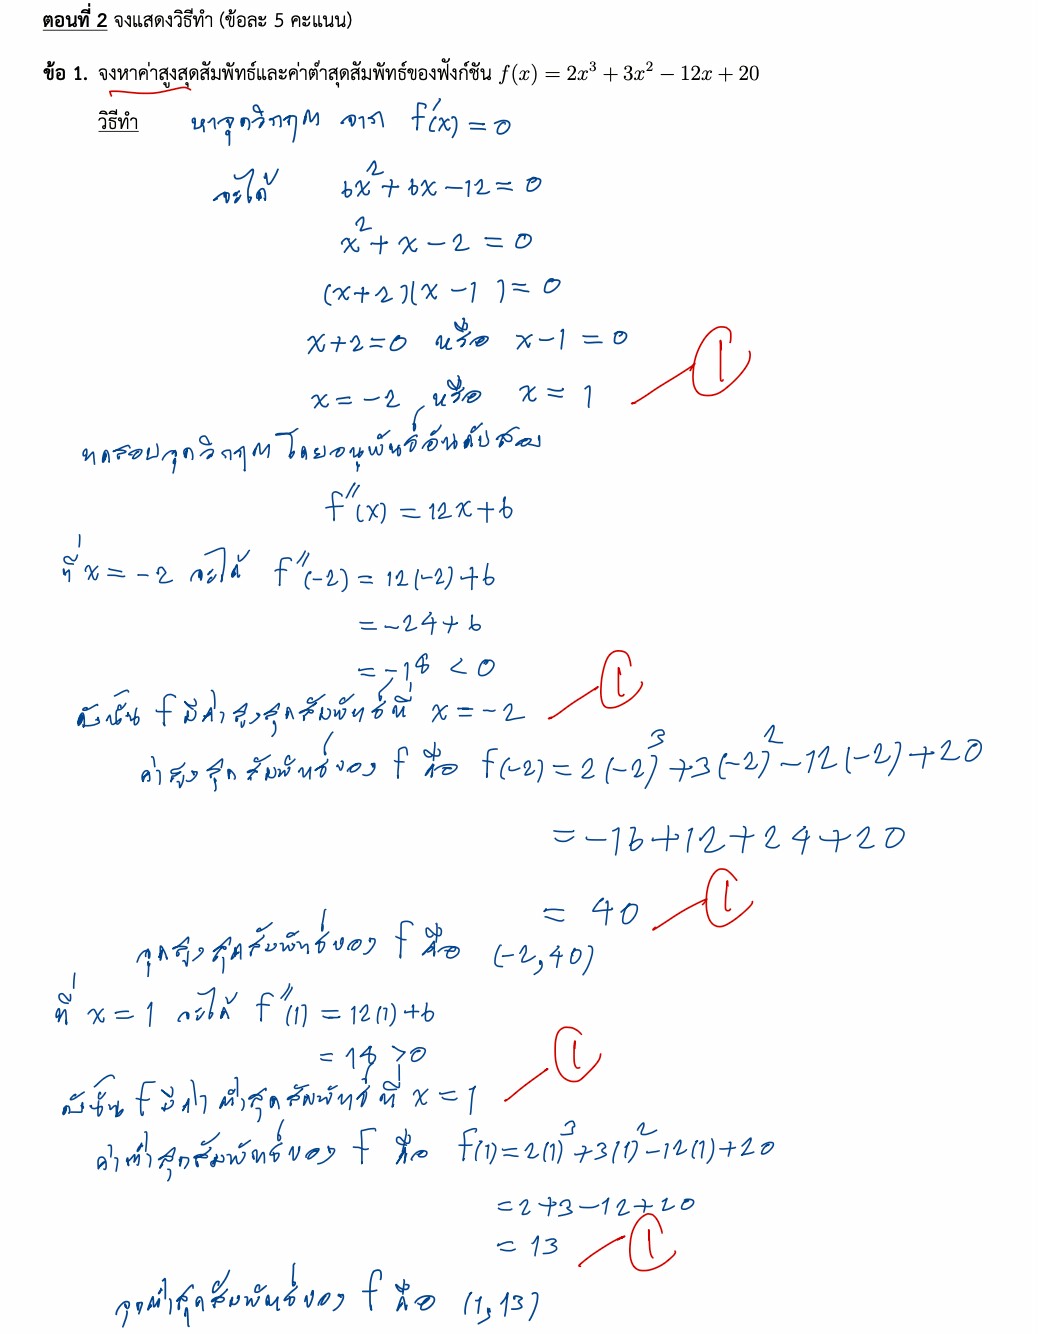 ตอนที่ 2 จงแสดงวิธีทำ (ข้อละ 5 คะแนน)
ข้อ 1. จงหาค่าสูงสุดสัมพัทธ์และค่าต่ำสุดสัมพัทธ์ของฟังก์ชัน f(x) = 2x³ + 3x² − 12x + 20
วิธีทำ หาจุดวิกฤต จาก f′(x) = 0
จะได้ 6x² + 6x − 12 = 0
x² + x − 2 = 0
(x+2)(x −1 ) = 0
x+2=0 หรือ x−1 = 0
x = −2 หรือ x = 1 ①
ทดสอบจุดวิกฤต โดยอนุพันธ์อันดับสอง
f″(x) = 12x+6
ที่ x = −2 จะได้ f″(−2) = 12(−2)+6
= −24+6
= −18 < 0
ดังนั้น f มีค่าสูงสุดสัมพัทธ์ที่ x = −2 ①
ค่าสูงสุดสัมพัทธ์ของ f คือ f(−2) = 2(−2)³ + 3(−2)² − 12(−2) + 20
= −16+12+24+20
= 40 ①
จุดสูงสุดสัมพัทธ์ของ f คือ (−2,40)
ที่ x = 1 จะได้ f″(1) = 12(1)+6
= 18 >0
ดังนั้น f มีค่าต่ำสุดสัมพัทธ์ที่ x = 1 ①
ค่าต่ำสุดสัมพัทธ์ของ f คือ f(1) = 2(1)³+3(1)²−12(1)+20
=2+3−12+20
= 13 ①
จุดต่ำสุดสัมพัทธ์ของ f คือ (1,13)